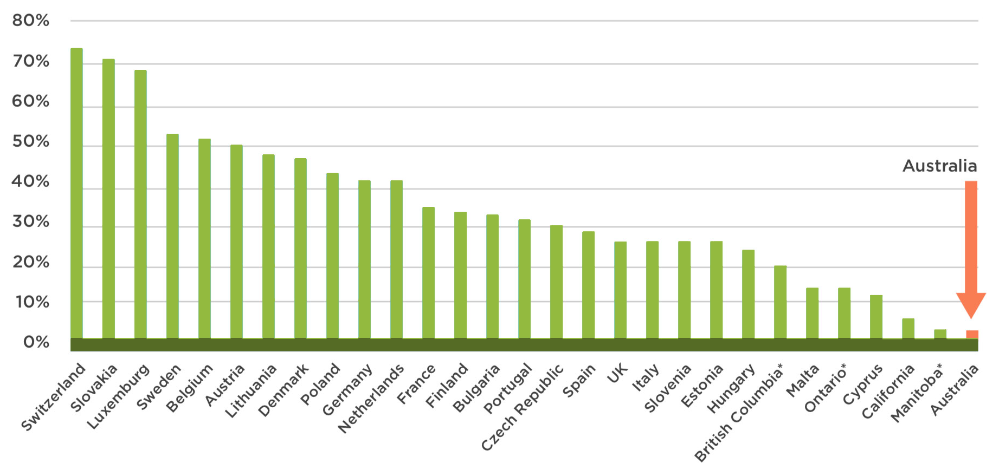 80%
70%
60%
50%
40%
30%
20%
10%
0%
Australia
Switzerland
Slovakia
Luxemburg
Sweden
Belgium
Austria
Lithuania
Denmark
Poland
Germany
Netherlands
France
Finland
Bulgaria
Portugal
Czech Republic
Spain
UK
Italy
Slovenia
Estonia
Hungary
British Columbia*
Malta
Ontario*
Cyprus
California
Manitoba*
Australia